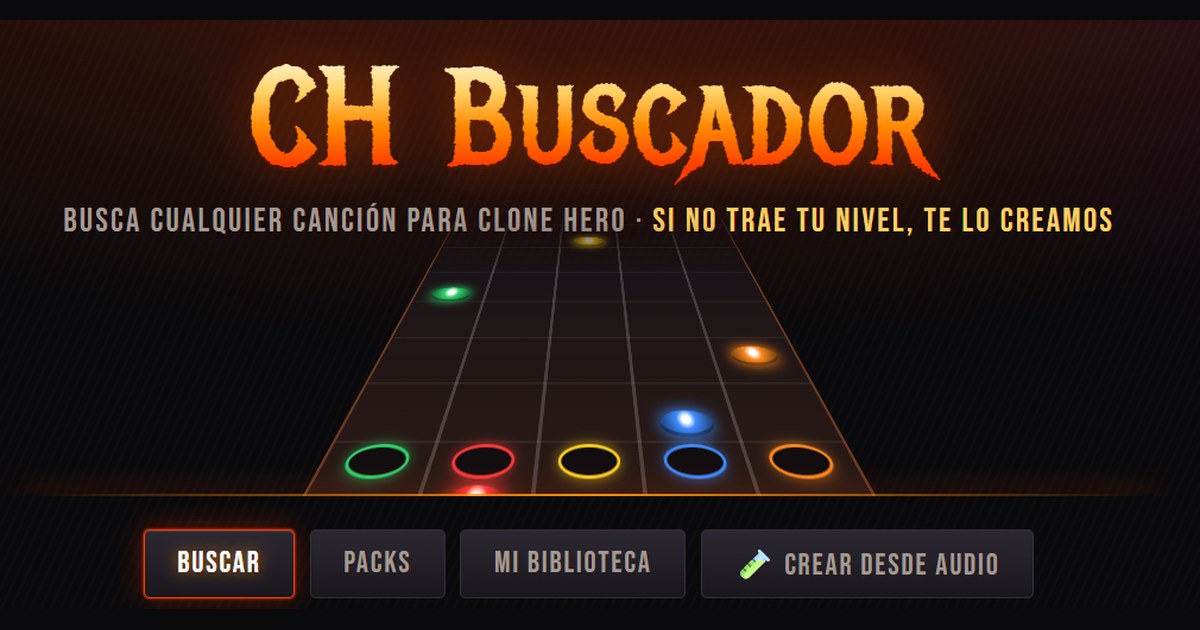 CH BUSCADOR
BUSCA CUALQUIER CANCIÓN PARA CLONE HERO · SI NO TRAE TU NIVEL, TE LO CREAMOS
BUSCAR
PACKS
MI BIBLIOTECA
CREAR DESDE AUDIO